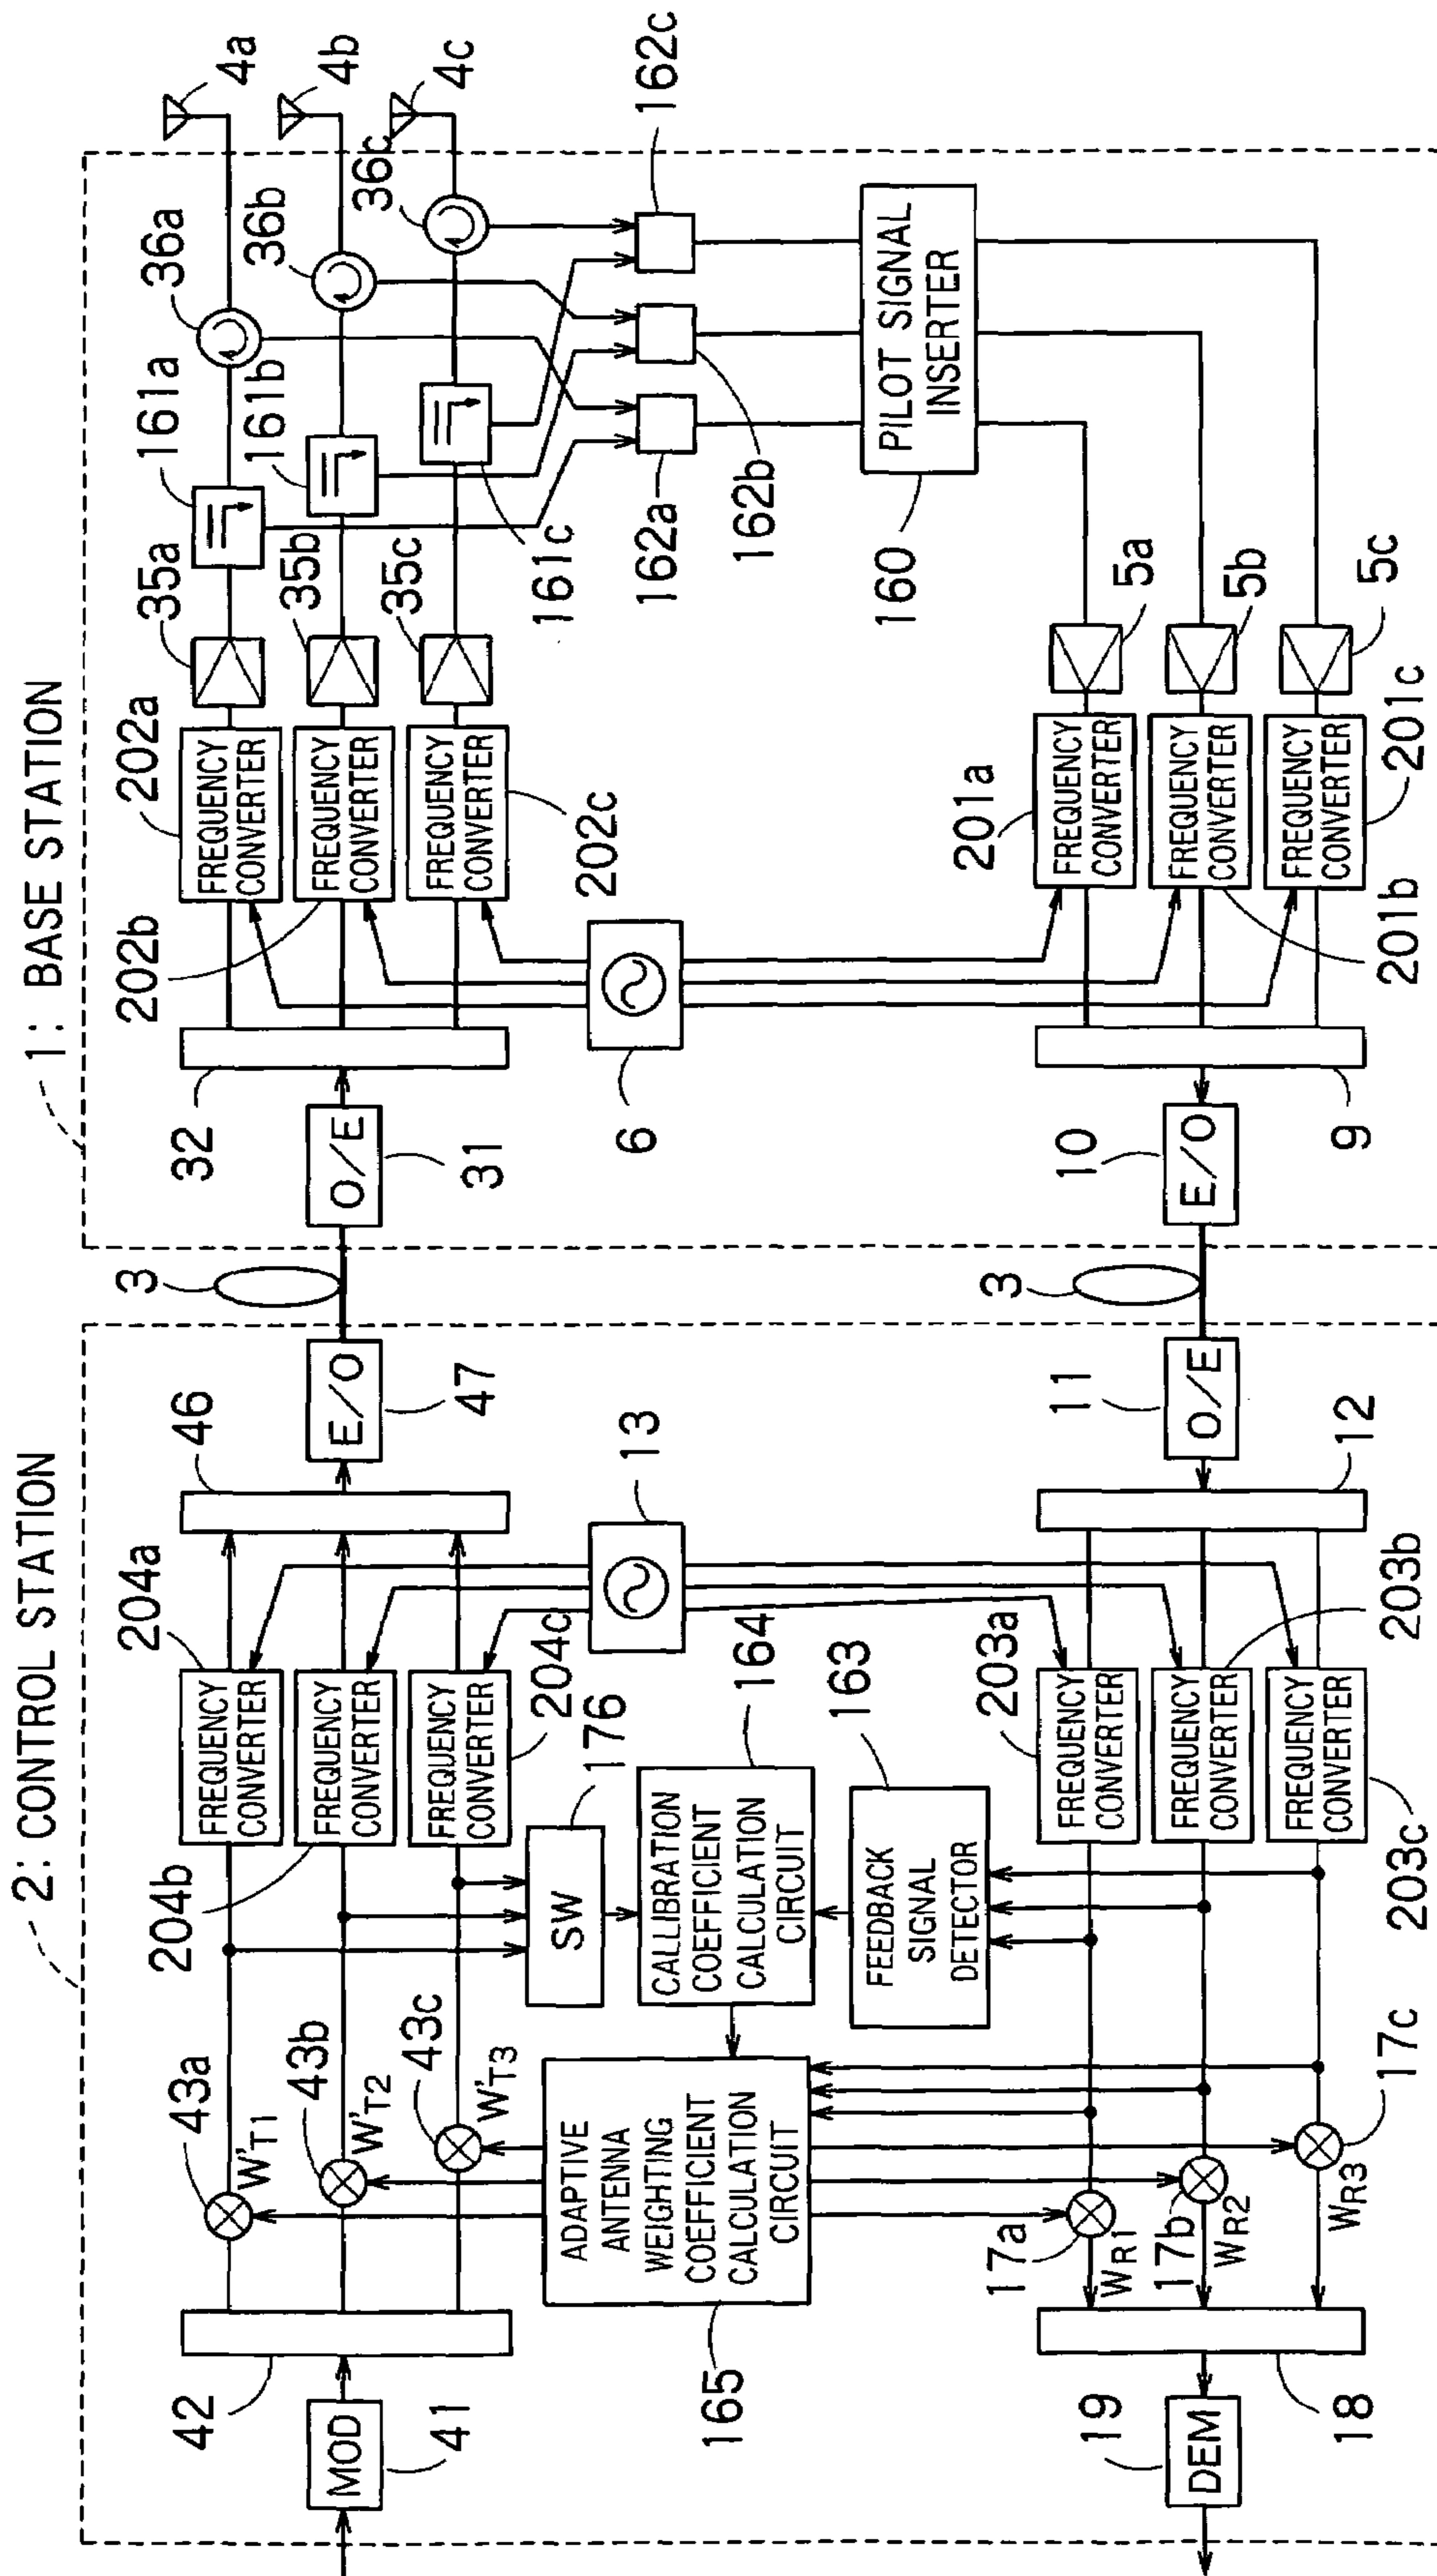 2: CONTROL STATION
1: BASE STATION
43a
W'T1
204a
204b
43b
W'T2
43c
W'T3
FREQUENCY
CONVERTER
FREQUENCY
CONVERTER
FREQUENCY
CONVERTER
204c
46
3
32
202a
202b
FREQUENCY
CONVERTER
FREQUENCY
CONVERTER
FREQUENCY
CONVERTER
202c
35a
35b
35c
161a
161b
161c
36a
36b
36c
4a
4b
4c
42
MOD
41
E/O
47
O/E
31
SW
176
13
6
162a
162b
162c
165
ADAPTIVE
ANTENNA
WEIGHTING
COEFFICIENT
CALCULATION
CIRCUIT
CALLIBRATION
COEFFICIENT
CALCULATION
CIRCUIT
164
FEEDBACK
SIGNAL
DETECTOR
163
PILOT SIGNAL
INSERTER
160
17a
WR1
17b
WR2
17c
WR3
203a
FREQUENCY
CONVERTER
FREQUENCY
CONVERTER
FREQUENCY
CONVERTER
203b
203c
201a
FREQUENCY
CONVERTER
FREQUENCY
CONVERTER
FREQUENCY
CONVERTER
201b
201c
5a
5b
5c
19
DEM
18
11
O/E
12
3
10
E/O
9